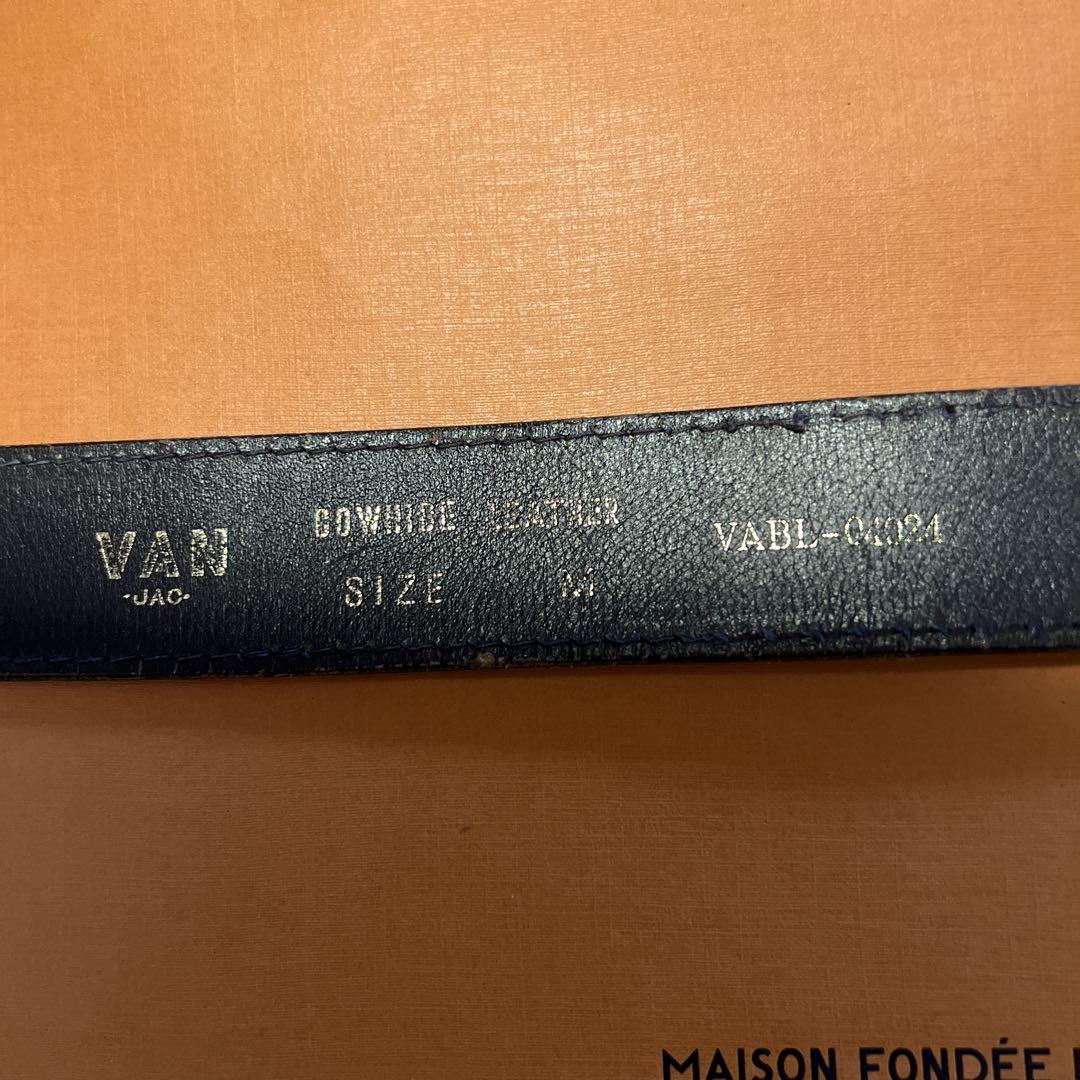 VAN
-JAC-
COWHIDE LEATHER
SIZE M
VABL-04024
MAISON FONDÉE